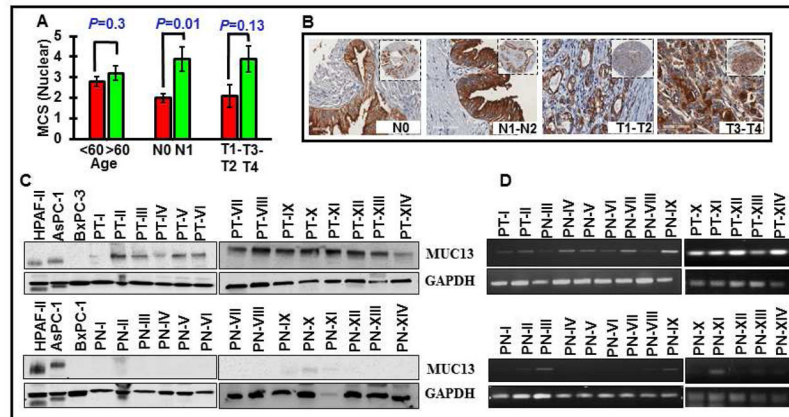 A
P=0.3 P=0.01 P=0.13
MCS (Nuclear)
5
4
3
2
1
0
<60 >60 N0 N1 T1- T3-
Age T2 T4
B
N0 N1-N2 T1-T2 T3-T4
C
HPAF-II AsPC-1 BxPC-3 PT-I PT-II PT-III PT-IV PT-V PT-VI PT-VII PT-VIII PT-IX PT-X PT-XI PT-XII PT-XIII PT-XIV
MUC13
GAPDH
HPAF-II AsPC-1 BxPC-1 PN-I PN-II PN-III PN-IV PN-V PN-VI PN-VII PN-VIII PN-IX PN-X PN-XI PN-XII PN-XIII PN-XIV
MUC13
GAPDH
D
PT-I PT-II PN-III PN-IV PN-V PN-VI PN-VII PN-VIII PN-IX PT-X PT-XI PT-XII PT-XIII PT-XIV
PN-I PN-II PN-III PN-IV PN-V PN-VI PN-VII PN-VIII PN-IX PN-X PN-XI PN-XII PN-XIII PN-XIV